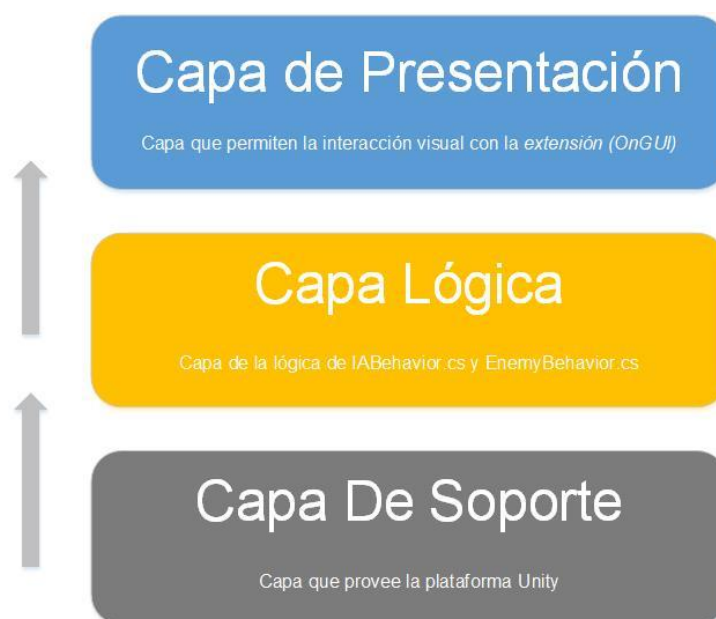 Capa de Presentación
Capa que permiten la interacción visual con la extensión (OnGUI)
Capa Lógica
Capa de la lógica de IABehavior.cs y EnemyBehavior.cs
Capa De Soporte
Capa que provee la plataforma Unity